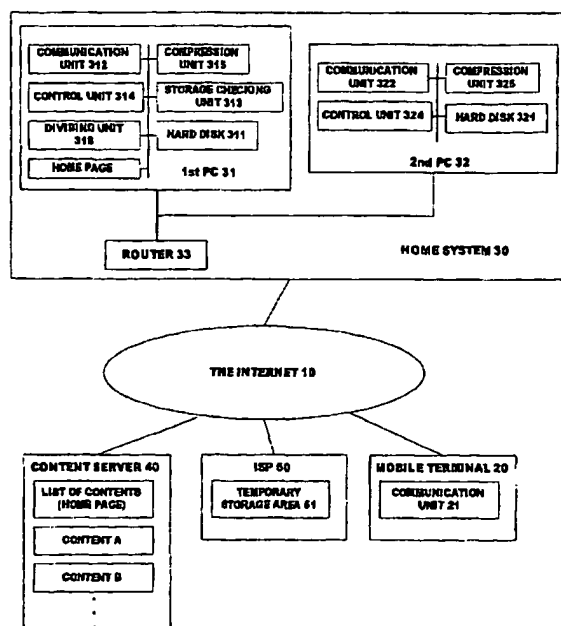 COMMUNICATION
UNIT 312
COMPRESSION
UNIT 315
CONTROL UNIT 314
STORAGE CHECKING
UNIT 313
DIVIDING UNIT
316
HARD DISK 311
HOME PAGE
1st PC 31
COMMUNICATION
UNIT 322
COMPRESSION
UNIT 325
CONTROL UNIT 324
HARD DISK 321
2nd PC 32
ROUTER 33
HOME SYSTEM 30
THE INTERNET 10
CONTENT SERVER 40
LIST OF CONTENTS
(HOME PAGE)
CONTENT A
CONTENT B
ISP 50
TEMPORARY
STORAGE AREA 51
MOBILE TERMINAL 20
COMMUNICATION
UNIT 21